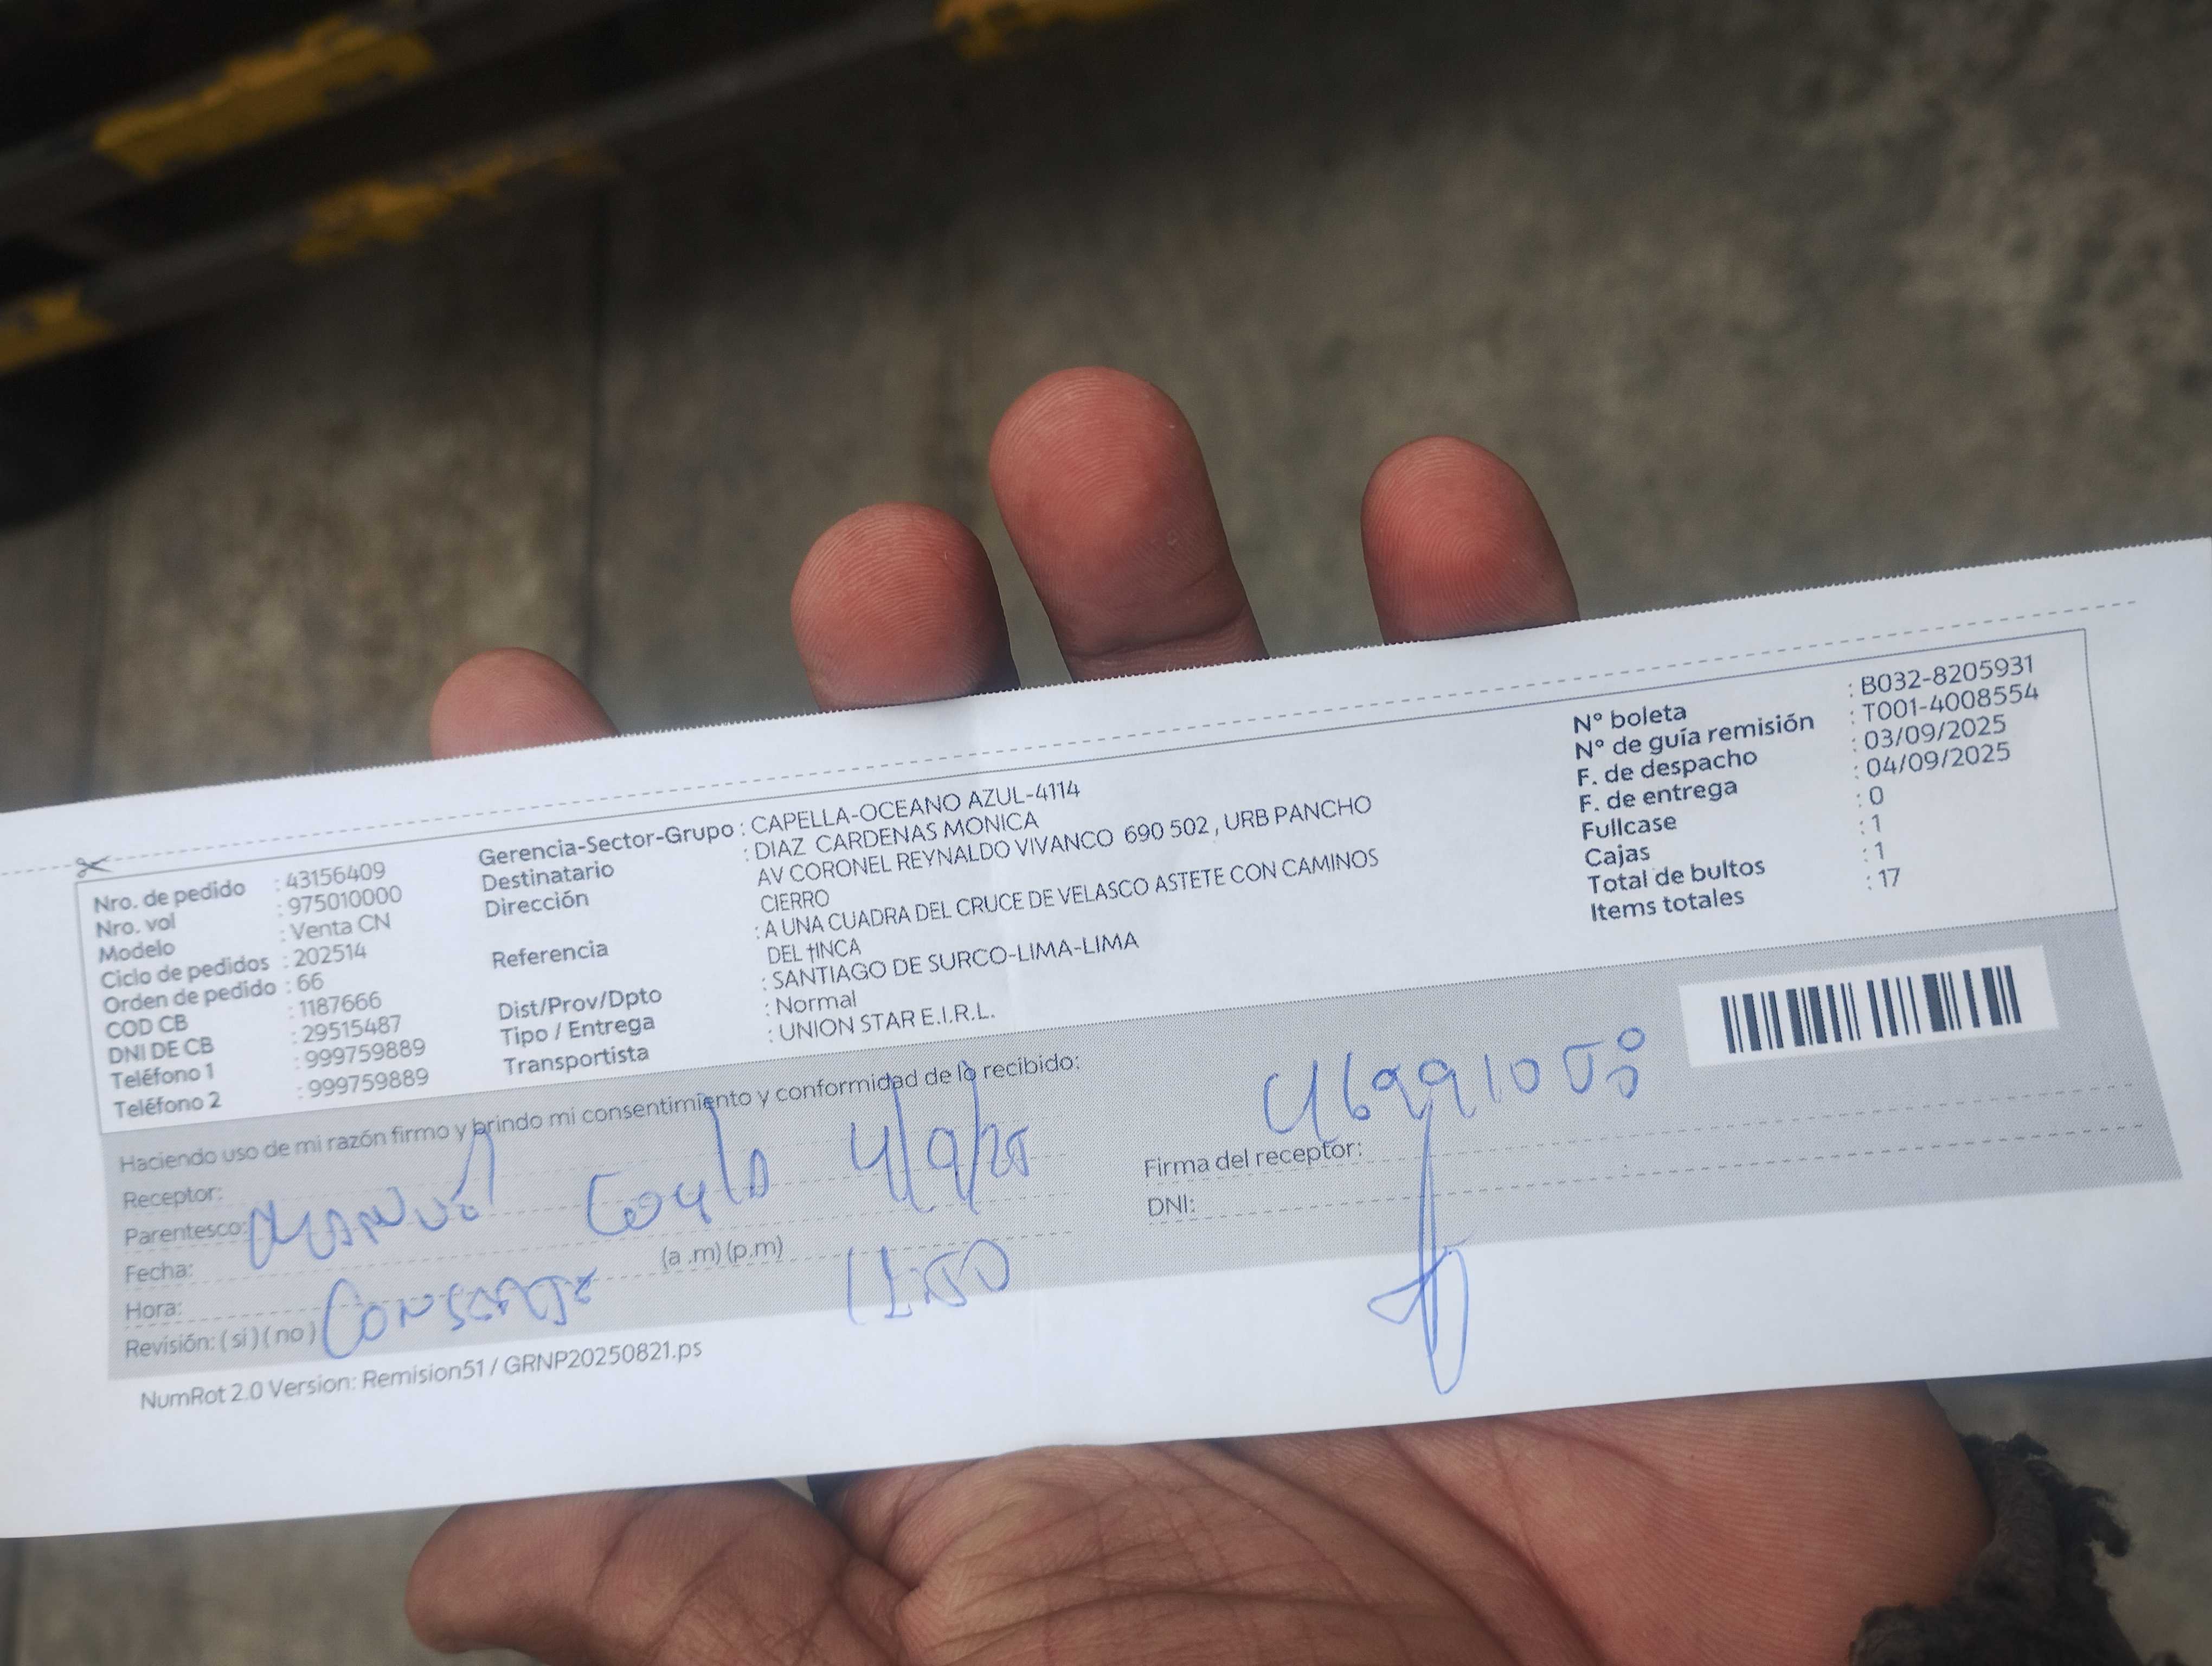 Nro. de pedido : 43156409
Nro. vol : 975010000
Modelo : Venta CN
Ciclo de pedidos : 202514
Orden de pedido : 66
COD CB : 1187666
DNI DE CB : 29515487
Teléfono 1 : 999759889
Teléfono 2 : 999759889
Gerencia-Sector-Grupo : CAPELLA-OCEANO AZUL-4114
Destinatario : DIAZ CARDENAS MONICA
Dirección AV CORONEL REYNALDO VIVANCO 690 502 , URB PANCHO
CIERRO
Referencia : A UNA CUADRA DEL CRUCE DE VELASCO ASTETE CON CAMINOS
DEL †INCA
Dist/Prov/Dpto : SANTIAGO DE SURCO-LIMA-LIMA
Tipo / Entrega : Normal
Transportista : UNION STAR E.I.R.L.
N° boleta : B032-8205931
N° de guía remisión : T001-4008554
F. de despacho : 03/09/2025
F. de entrega : 04/09/2025
Fullcase : 0
Cajas : 1
Total de bultos : 1
Items totales : 17
Haciendo uso de mi razón firmo y brindo mi consentimiento y conformidad de lo recibido:
Receptor:
Parentesco: 4/9/25
Fecha:
Hora: (a .m) (p.m)
Revisión: ( si ) ( no )
Firma del receptor:
DNI:
NumRot 2.0 Version: Remision51 / GRNP20250821.ps